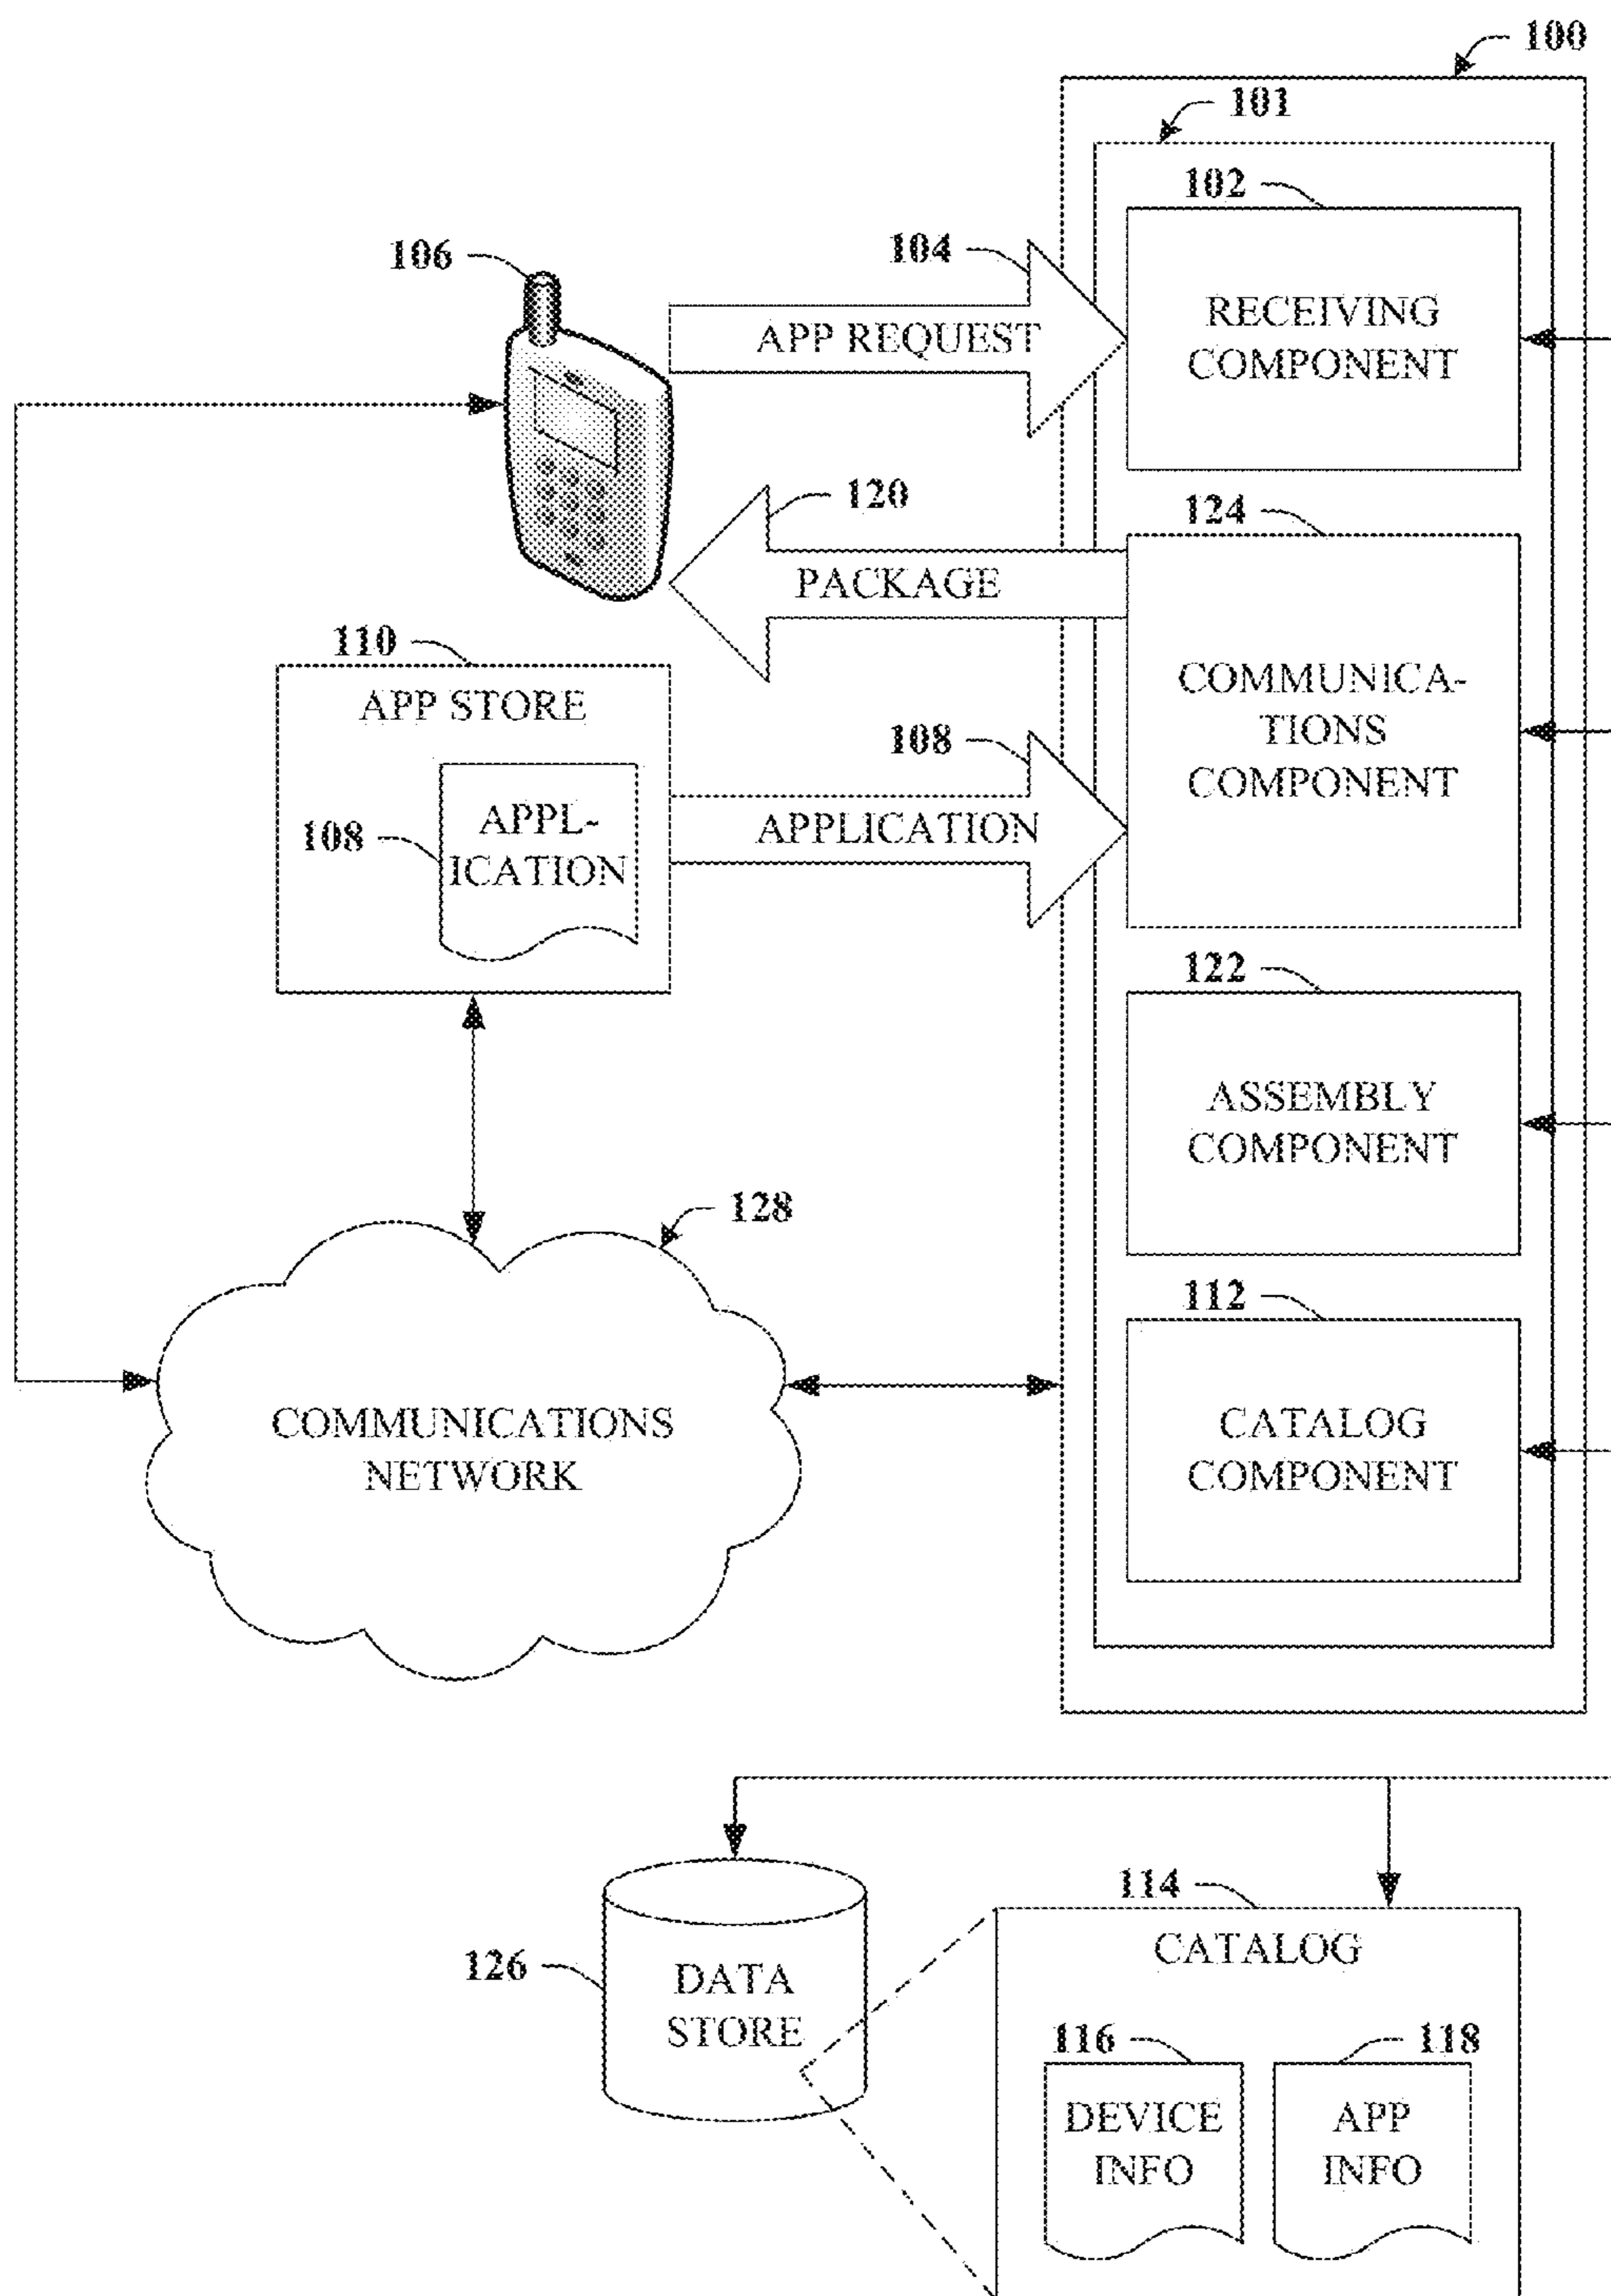 100
101
102
RECEIVING
COMPONENT
106
104
APP REQUEST
120
PACKAGE
124
COMMUNICA-
TIONS
COMPONENT
110
APP STORE
108
APPL-
ICATION
108
APPLICATION
122
ASSEMBLY
COMPONENT
128
COMMUNICATIONS
NETWORK
112
CATALOG
COMPONENT
126
DATA
STORE
114
CATALOG
116
DEVICE
INFO
118
APP
INFO